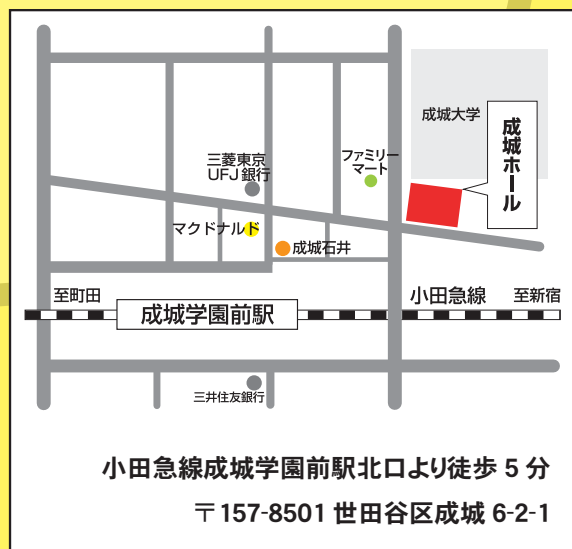 成城大学
成城ホール
三菱東京
UFJ銀行
ファミリー
マート
マクドナルド
成城石井
至町田
成城学園前駅
小田急線
至新宿
三井住友銀行
小田急線成城学園前駅北口より徒歩 5 分
〒157-8501 世田谷区成城 6-2-1